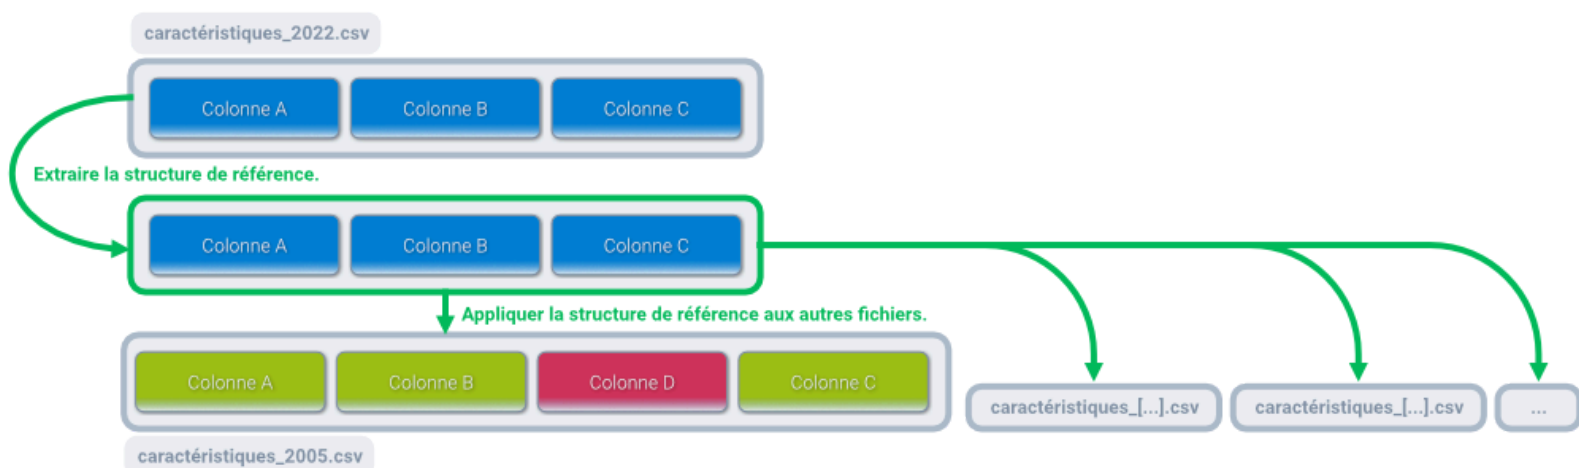 caractéristiques_2022.csv
Colonne A
Colonne B
Colonne C
Extraire la structure de référence.
Colonne A
Colonne B
Colonne C
Appliquer la structure de référence aux autres fichiers.
Colonne A
Colonne B
Colonne D
Colonne C
caractéristiques_[...].csv
caractéristiques_[...].csv
...
caractéristiques_2005.csv